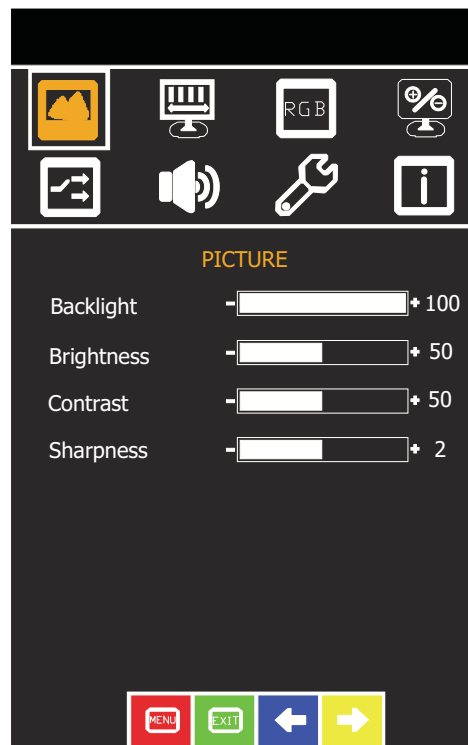 RGB
i
PICTURE
Backlight - + 100
Brightness - + 50
Contrast - + 50
Sharpness - + 2
MENU EXIT